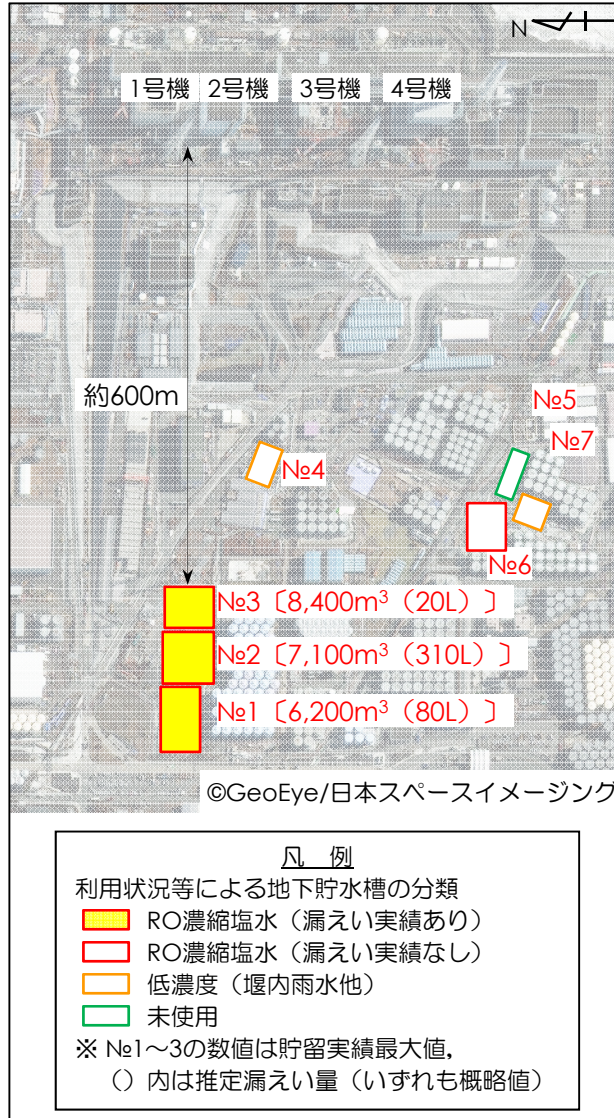 N
1号機 2号機 3号機 4号機
約600m
№5
№7
№4
№6
№3〔8,400m³（20L）〕
№2〔7,100m³（310L）〕
№1〔6,200m³（80L）〕
©GeoEye/日本スペースイメージング
凡　例
利用状況等による地下貯水槽の分類
RO濃縮塩水（漏えい実績あり）
RO濃縮塩水（漏えい実績なし）
低濃度（堰内雨水他）
未使用
※ №1～3の数値は貯留実績最大値，
（）内は推定漏えい量（いずれも概略値）